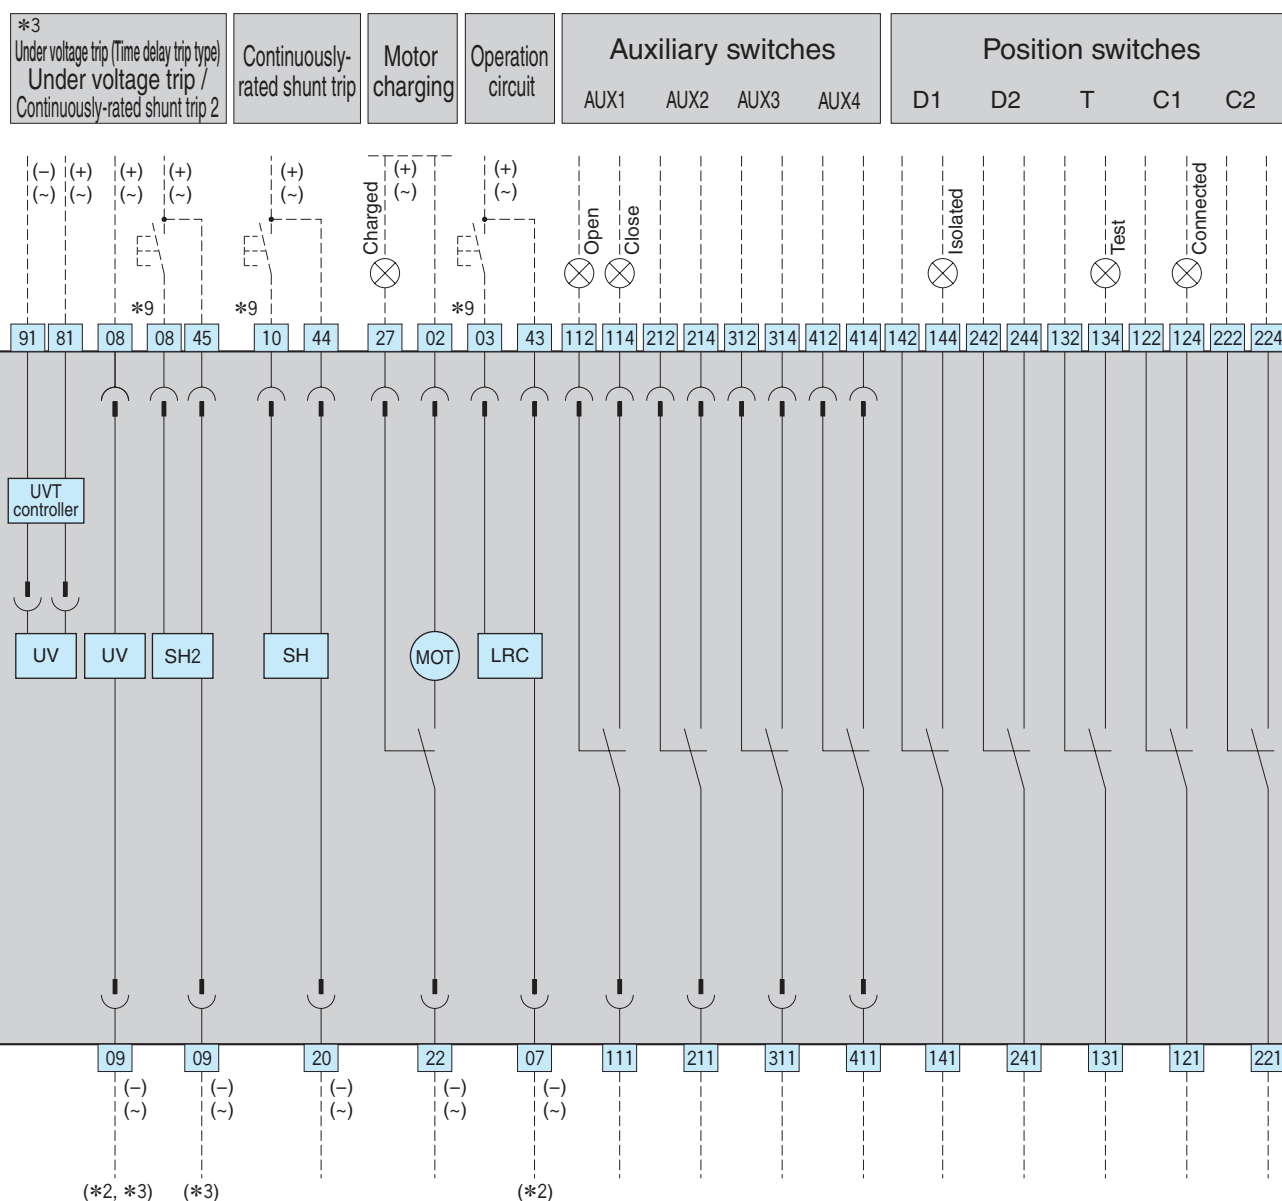 *3
Under voltage trip (Time delay trip type)
Under voltage trip /
Continuously-rated shunt trip 2
Continuously-
rated shunt trip
Motor
charging
Operation
circuit
Auxiliary switches
AUX1 AUX2 AUX3 AUX4
Position switches
D1 D2 T C1 C2
(–) (+) (+) (+) (+) (+) (+)
(~) (~) (~) (~) (~) (~) (~)
Charged
Open
Close
Isolated
Test
Connected
*9 *9 *9
91 81 08 08 45 10 44 27 02 03 43 112 114 212 214 312 314 412 414 142 144 242 244 132 134 122 124 222 224
UVT
controller
UV UV SH2 SH MOT LRC
09 09 20 22 07 111 211 311 411 141 241 131 121 221
(–) (–) (–) (–) (–)
(~) (~) (~) (~) (~)
(*2, *3) (*3) (*2)